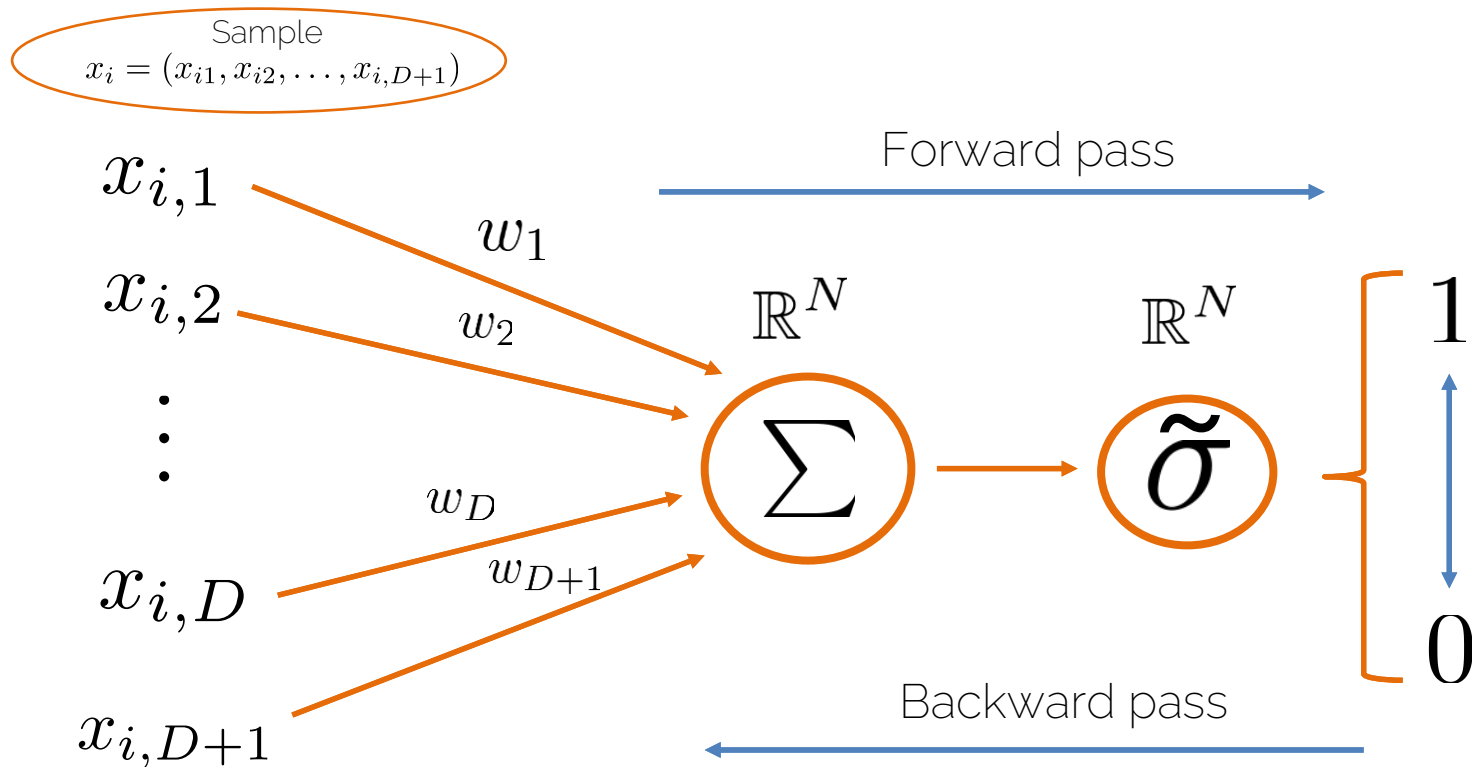 Sample
x_i = (x_{i1}, x_{i2}, . . . , x_{i,D+1})
x_{i,1}
Forward pass
w_1
x_{i,2}
w_2
ℝ^N
ℝ^N
1
⋮
∑
σ̃
w_D
w_{D+1}
x_{i,D}
0
Backward pass
x_{i,D+1}